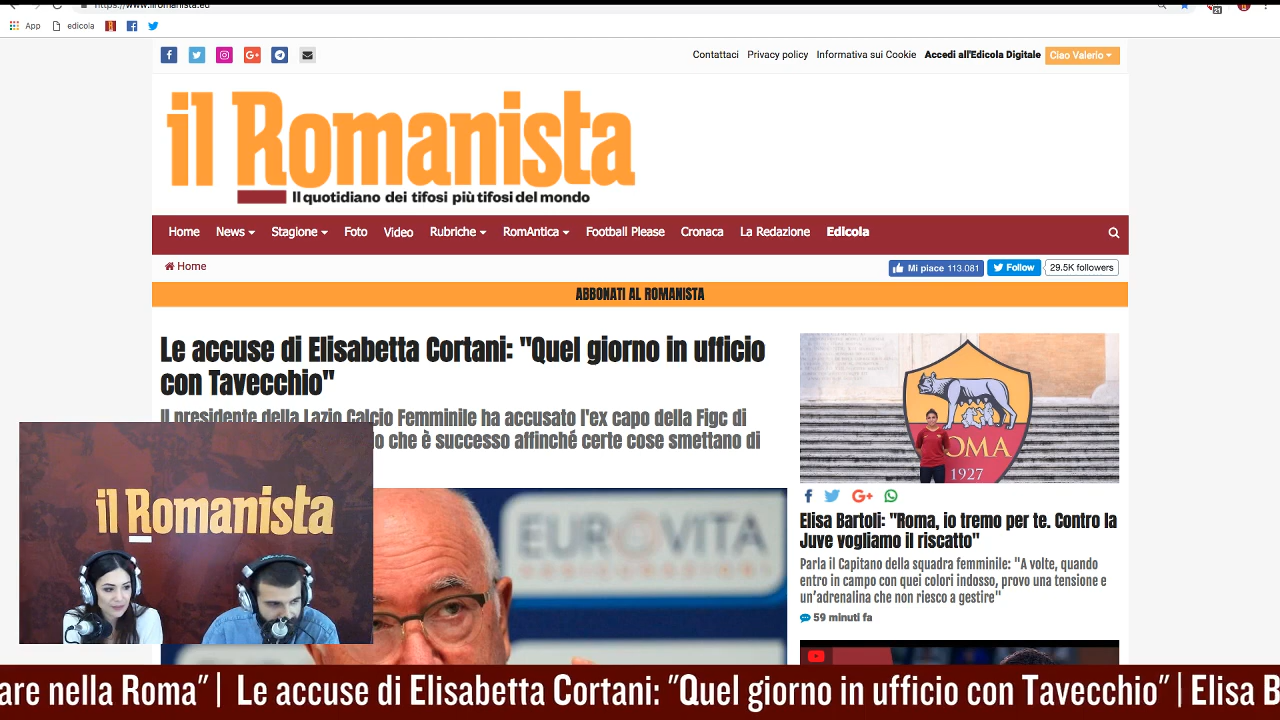 https://www.ilromanista.eu
21
App
edicola
Contattaci Privacy policy Informativa sui Cookie Accedi all'Edicola Digitale Ciao Valerio
il Romanista
Il quotidiano dei tifosi più tifosi del mondo
Home News Stagione Foto Video Rubriche RomAntica Football Please Cronaca La Redazione Edicola
Home
Mi piace 113.081
Follow
29.5K followers
ABBONATI AL ROMANISTA
Le accuse di Elisabetta Cortani: "Quel giorno in ufficio
con Tavecchio"
Il presidente della Lazio Calcio Femminile ha accusato l'ex capo della Figc di
che è successo affinché certe cose smettano di
EUROVITA
il Romanista
ROMA
1927
Elisa Bartoli: "Roma, io tremo per te. Contro la
Juve vogliamo il riscatto"
Parla il Capitano della squadra femminile: "A volte, quando
entro in campo con quei colori indosso, provo una tensione e
un'adrenalina che non riesco a gestire"
59 minuti fa
are nella Roma" | Le accuse di Elisabetta Cortani: "Quel giorno in ufficio con Tavecchio" | Elisa B